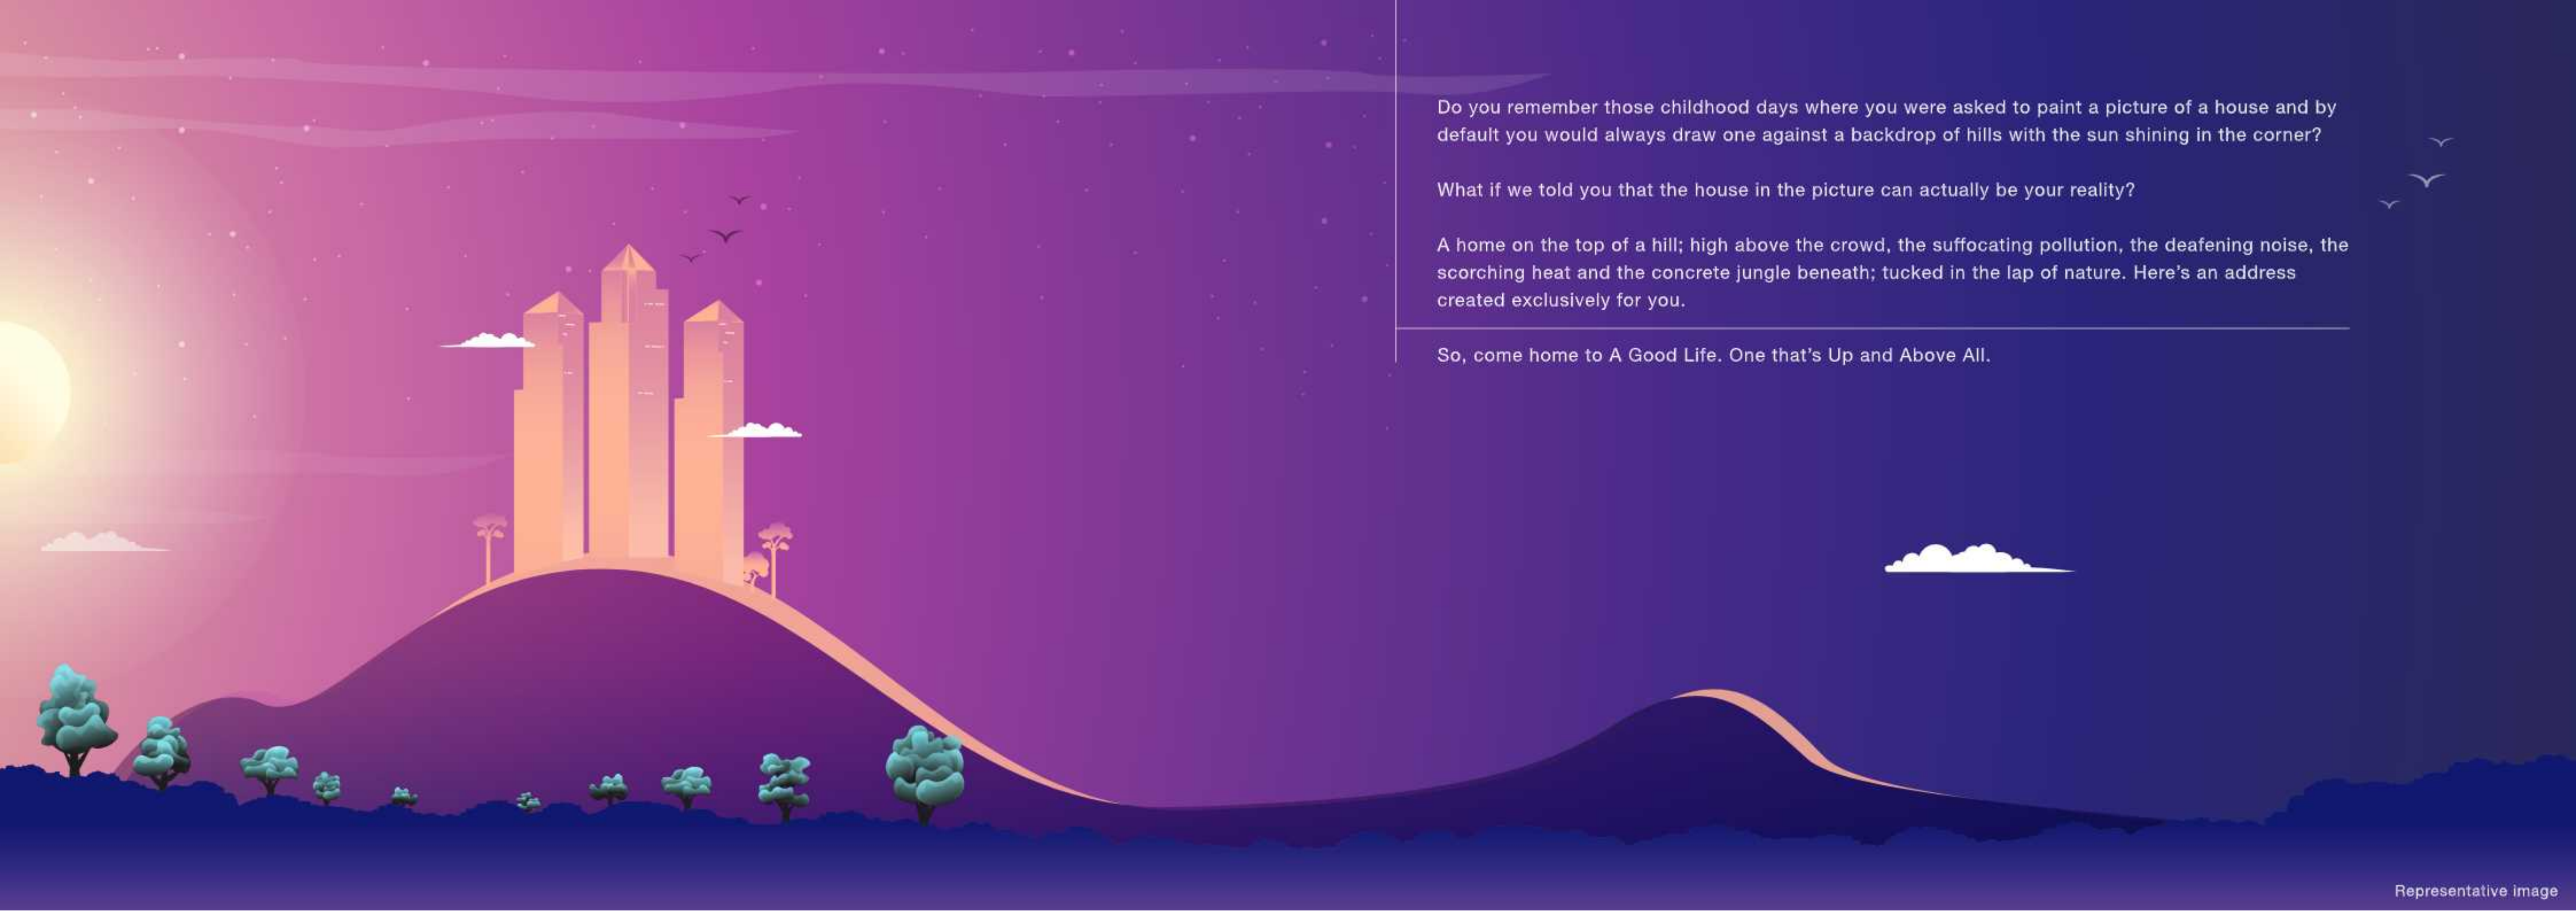 Do you remember those childhood days where you were asked to paint a picture of a house and by
default you would always draw one against a backdrop of hills with the sun shining in the corner?
What if we told you that the house in the picture can actually be your reality?
A home on the top of a hill; high above the crowd, the suffocating pollution, the deafening noise, the
scorching heat and the concrete jungle beneath; tucked in the lap of nature. Here's an address
created exclusively for you.
So, come home to A Good Life. One that's Up and Above All.
Representative image